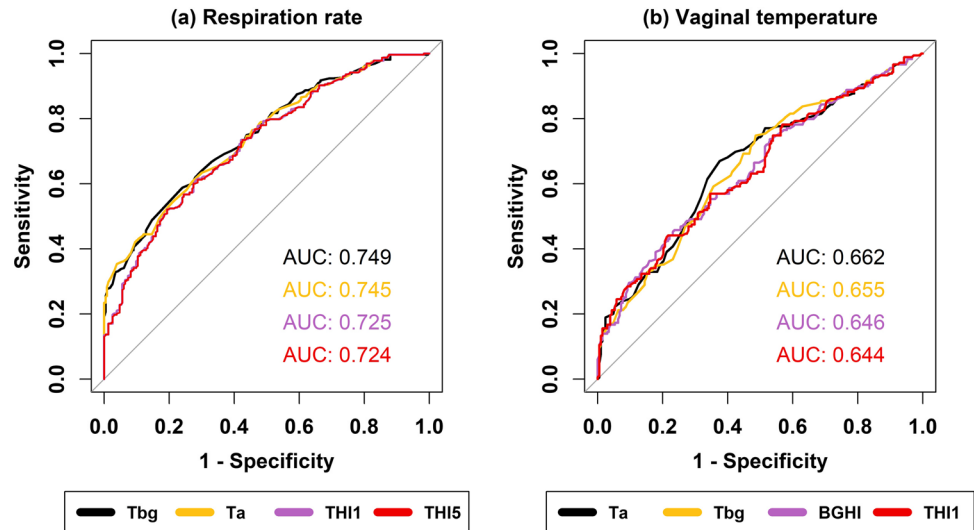 (a) Respiration rate
Sensitivity
1.0
0.8
0.6
0.4
0.2
0.0
AUC: 0.749
AUC: 0.745
AUC: 0.725
AUC: 0.724
0.0 0.2 0.4 0.6 0.8 1.0
1 - Specificity
Tbg Ta THI1 THI5
(b) Vaginal temperature
Sensitivity
1.0
0.8
0.6
0.4
0.2
0.0
AUC: 0.662
AUC: 0.655
AUC: 0.646
AUC: 0.644
0.0 0.2 0.4 0.6 0.8 1.0
1 - Specificity
Ta Tbg BGHI THI1